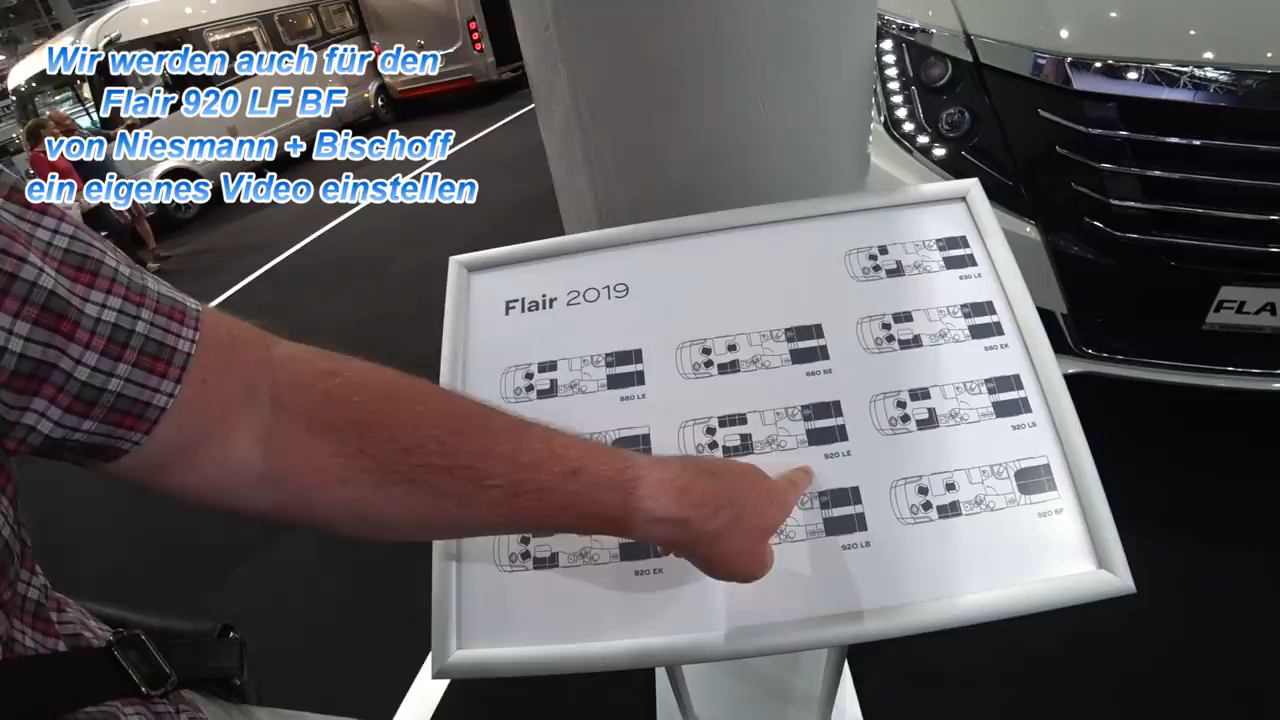 Wir werden auch für den
Flair 920 LF BF
von Niesmann + Bischoff
ein eigenes Video einstellen
Flair 2019
830 LE
880 LE
880 BE
880 EK
920 LE
920 LS
920 EK
920 LB
920 BF
FLA